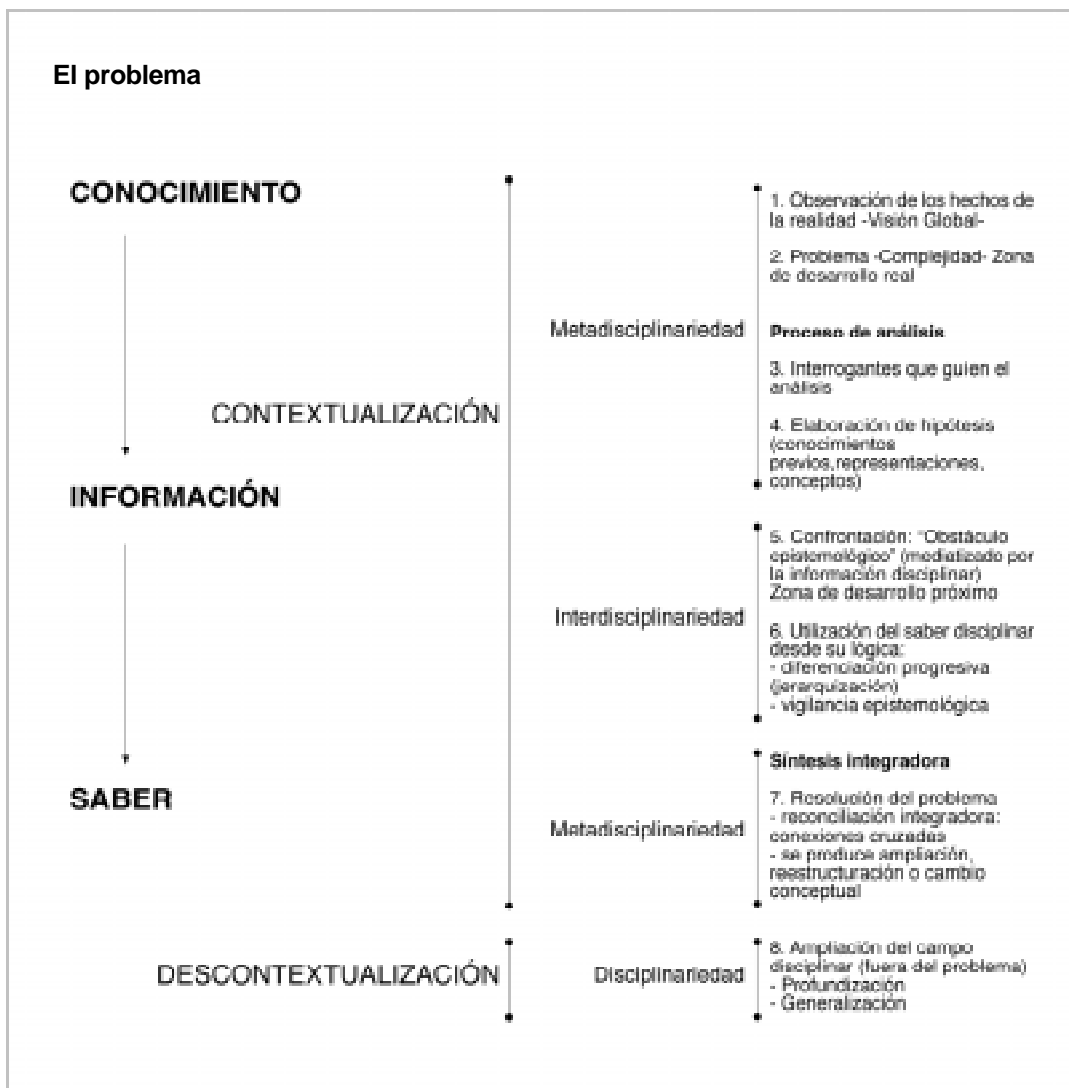 El problema
CONOCIMIENTO
INFORMACIÓN
SABER
CONTEXTUALIZACIÓN
DESCONTEXTUALIZACIÓN
Metadisciplinariedad
1. Observación de los hechos de
la realidad -Visión Global-
2. Problema -Complejidad- Zona
de desarrollo real
Proceso de análisis
3. Interrogantes que guien el
análisis
4. Elaboración de hipótesis
(conocimientos
previos,representaciones,
conceptos)
Interdisciplinariedad
5. Confrontación: "Obstáculo
epistemológico" (mediatizado por
la información disciplinar)
Zona de desarrollo próximo
6. Utilización del saber disciplinar
desde su lógica:
- diferenciación progresiva
(jerarquización)
- vigilancia epistemológica
Metadisciplinariedad
Síntesis integradora
7. Resolución del problema
- reconciliación integradora:
conexiones cruzadas
- se produce ampliación,
reestructuración o cambio
conceptual
Disciplinariedad
8. Ampliación del campo
disciplinar (fuera del problema)
- Profundización
- Generalización